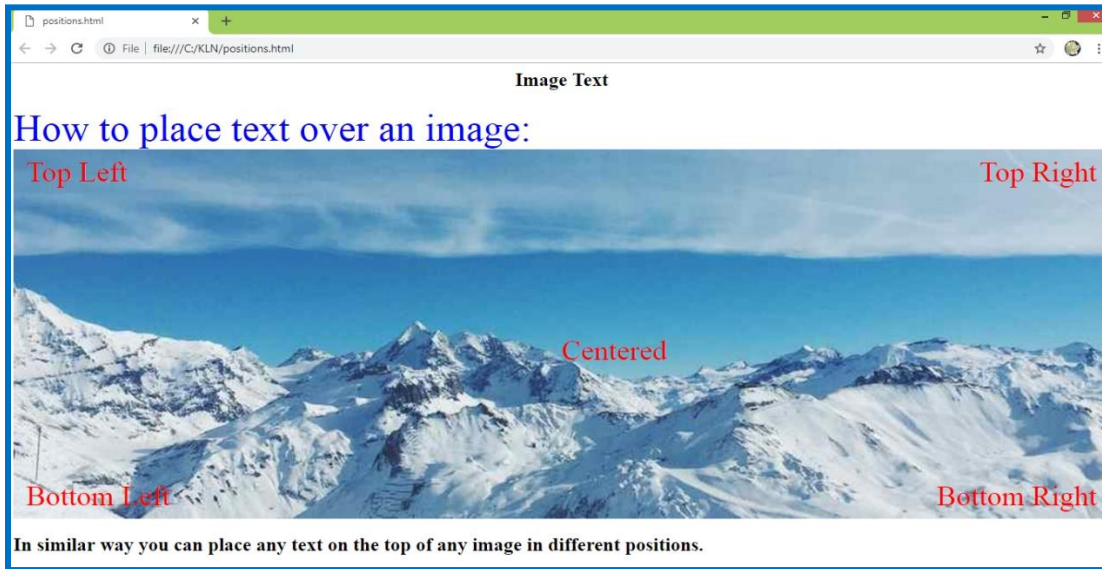 positions.html
File file:///C:/KLN/positions.html
Image Text
How to place text over an image:
Top Left Top Right
Centered
Bottom Left Bottom Right
In similar way you can place any text on the top of any image in different positions.